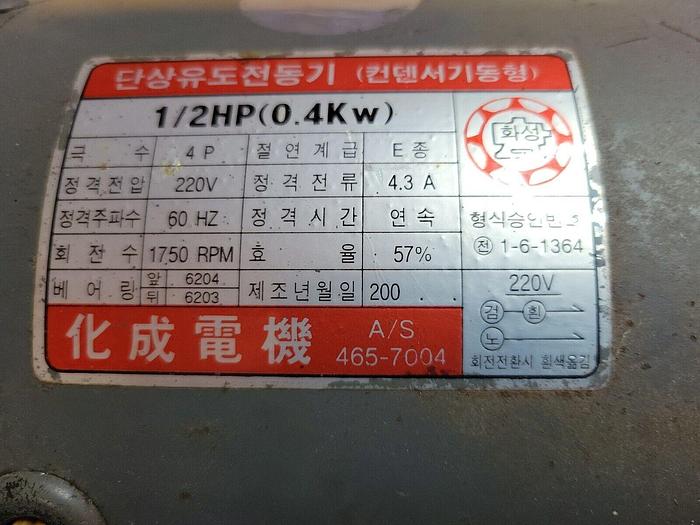 단상유도전동기 (컨덴서기동형)
1/2HP(0.4Kw)
화성
극 수 4 P 절연계급 E 종
정격전압 220V 정격전류 4.3 A
정격주파수 60 HZ 정격시간 연속
형식승인번호
회전수 1750 RPM 효율 57%
전 1-6-1364
베어링 앞 6204
뒤 6203
제조년월일 200 . .
220V
검 흰
노
회전전환시 흰색옮김
化成電機
A/S
465-7004